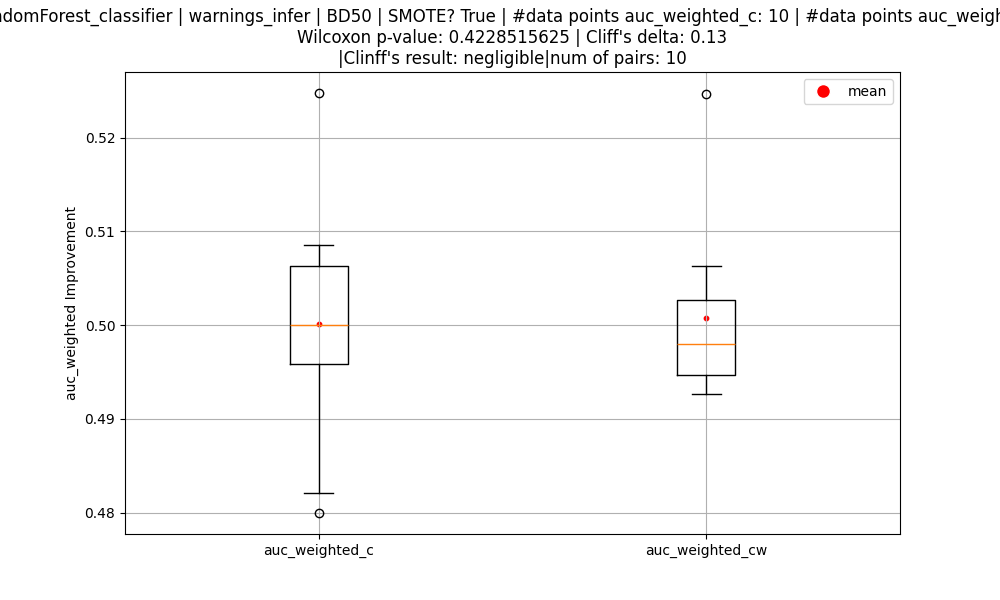 ndomForest_classifier | warnings_infer | BD50 | SMOTE? True | #data points auc_weighted_c: 10 | #data points auc_weigh
Wilcoxon p-value: 0.4228515625 | Cliff's delta: 0.13
|Clinff's result: negligible|num of pairs: 10
mean
0.52
0.51
0.50
0.49
0.48
auc_weighted Improvement
auc_weighted_c
auc_weighted_cw